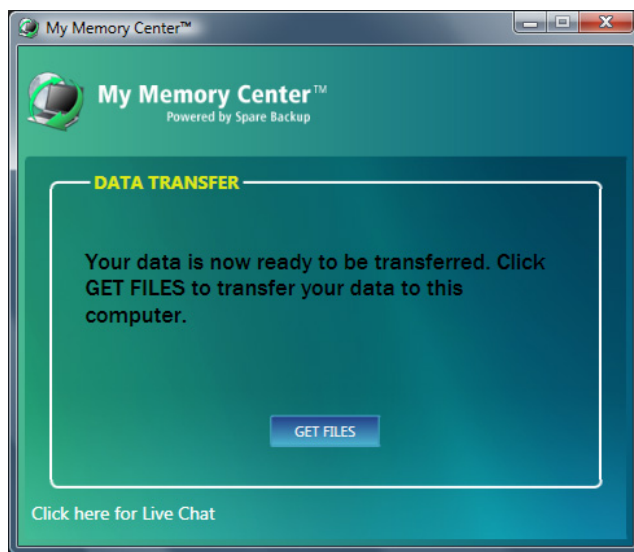 My Memory Center™
My Memory Center™
Powered by Spare Backup
DATA TRANSFER
Your data is now ready to be transferred. Click
GET FILES to transfer your data to this
computer.
GET FILES
Click here for Live Chat